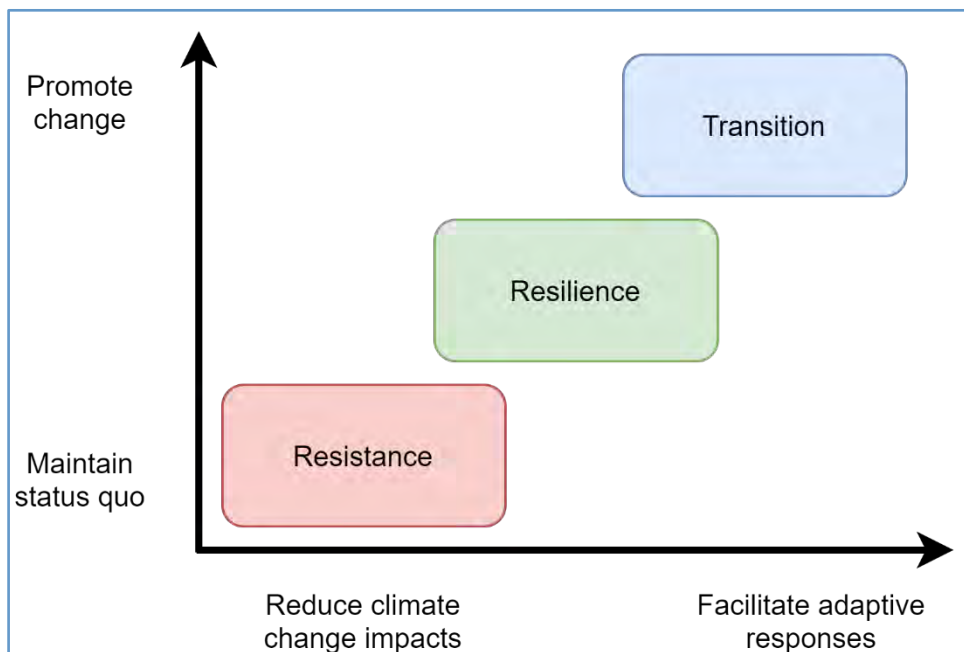 Promote
change
Transition
Resilience
Resistance
Maintain
status quo
Reduce climate
change impacts
Facilitate adaptive
responses